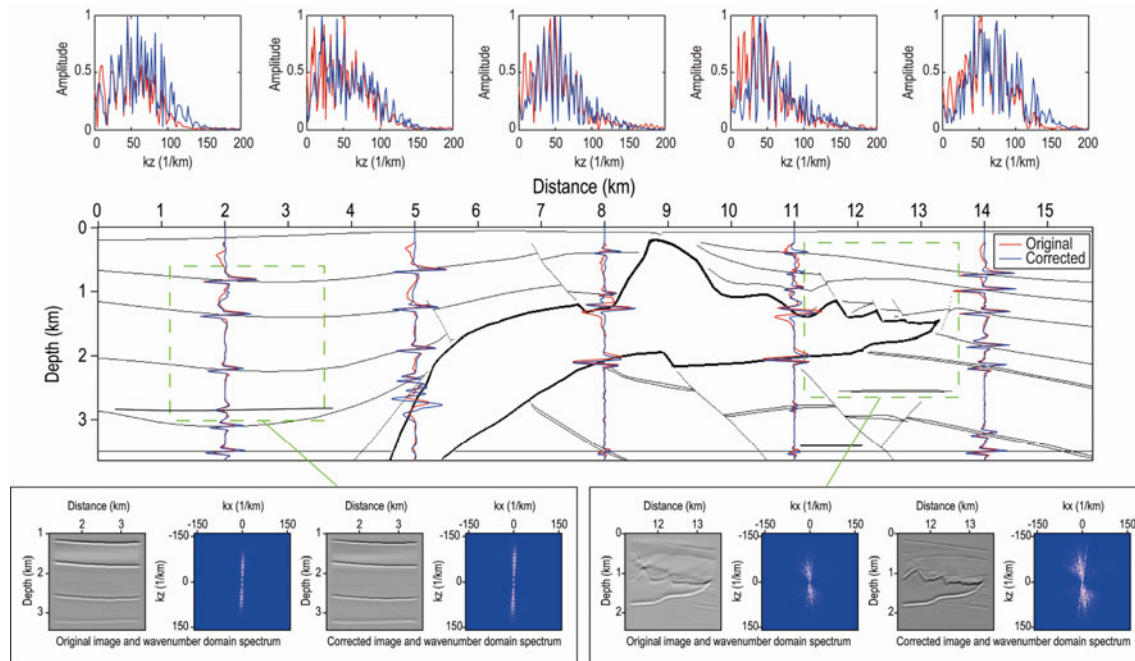 1 1 1 1 1
Amplitude Amplitude Amplitude Amplitude Amplitude
0.5 0.5 0.5 0.5 0.5
0 0 0 0 0
0 50 100 150 200 0 50 100 150 200 0 50 100 150 200 0 50 100 150 200 0 50 100 150 200
kz (1/km) kz (1/km) kz (1/km) kz (1/km) kz (1/km)
Distance (km)
0 1 2 3 4 5 6 7 8 9 10 11 12 13 14 15
0
Original
Corrected
1
Depth (km)
2
3
Distance (km) kx (1/km) Distance (km) kx (1/km)
2 3 -150 0 150 2 3 -150 0 150
1 -150 1 -150
Depth (km) 2 kz (1/km) 0 Depth (km) 2 kz (1/km) 0
3 150 3 150
Original image and wavenumber domain spectrum Corrected image and wavenumber domain spectrum
Distance (km) kx (1/km) Distance (km) kx (1/km)
12 13 -150 0 150 12 13 -150 0 150
0 -150 0 -150
Depth (km) 1 kz (1/km) 0 Depth (km) 1 kz (1/km) 0
2 150 2 150
Original image and wavenumber domain spectrum Corrected image and wavenumber domain spectrum